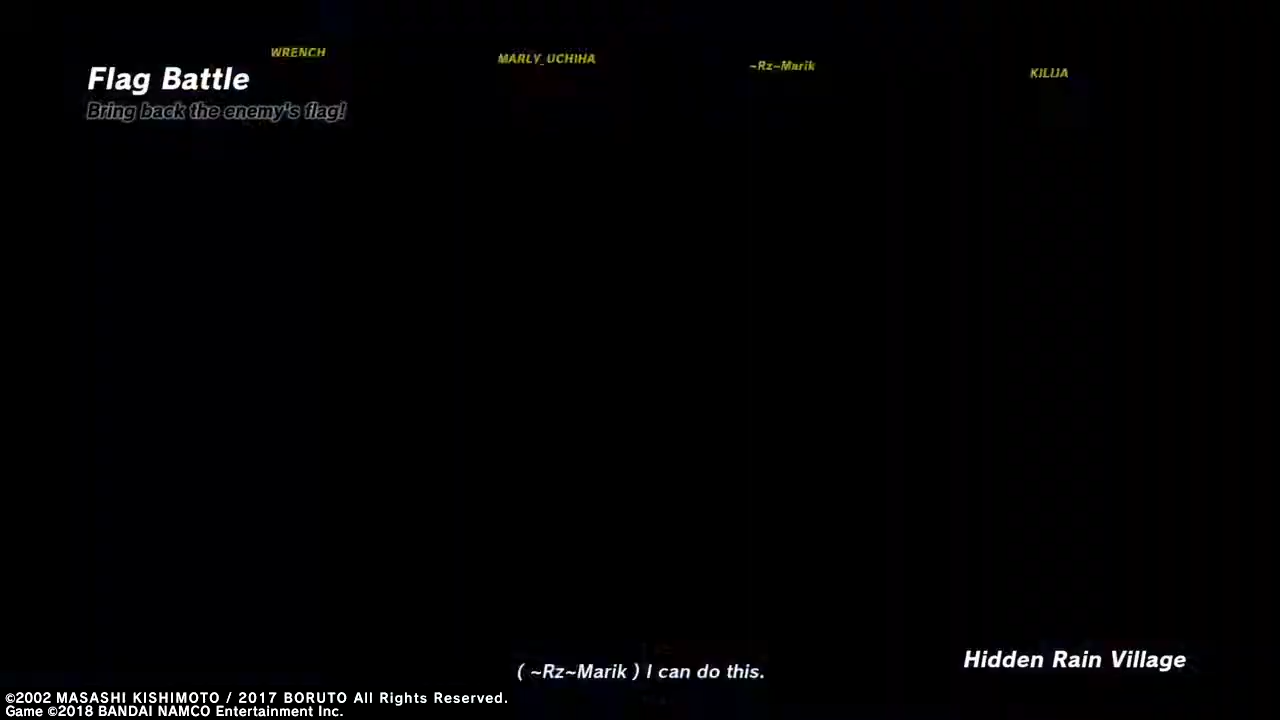 WRENCH
MARLY_UCHIHA
~Rz~Marik
KILIJA
Flag Battle
Bring back the enemy's flag!
Hidden Rain Village
( ~Rz~Marik ) I can do this.
©2002 MASASHI KISHIMOTO / 2017 BORUTO All Rights Reserved.
Game ©2018 BANDAI NAMCO Entertainment Inc.